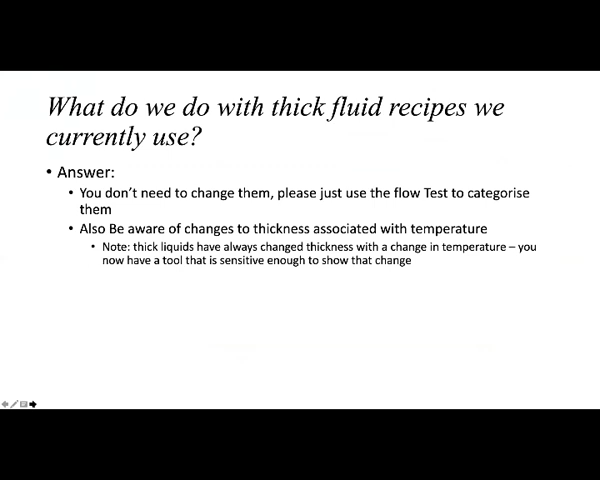 What do we do with thick fluid recipes we
currently use?
• Answer:
• You don't need to change them, please just use the flow Test to categorise
them
• Also Be aware of changes to thickness associated with temperature
• Note: thick liquids have always changed thickness with a change in temperature – you
now have a tool that is sensitive enough to show that change